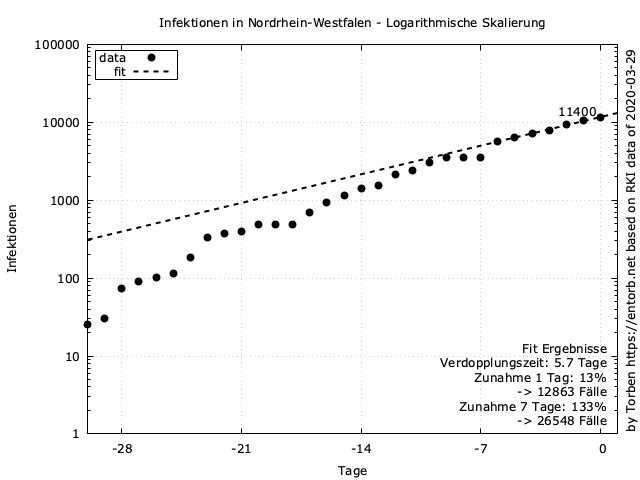 Infektionen in Nordrhein-Westfalen - Logarithmische Skalierung
100000
10000
1000
100
10
1
Infektionen
data
fit
11400
Fit Ergebnisse
Verdopplungszeit: 5.7 Tage
Zunahme 1 Tag: 13%
-> 12863 Fälle
Zunahme 7 Tage: 133%
-> 26548 Fälle
-28 -21 -14 -7 0
Tage
by Torben https://entorb.net based on RKI data of 2020-03-29